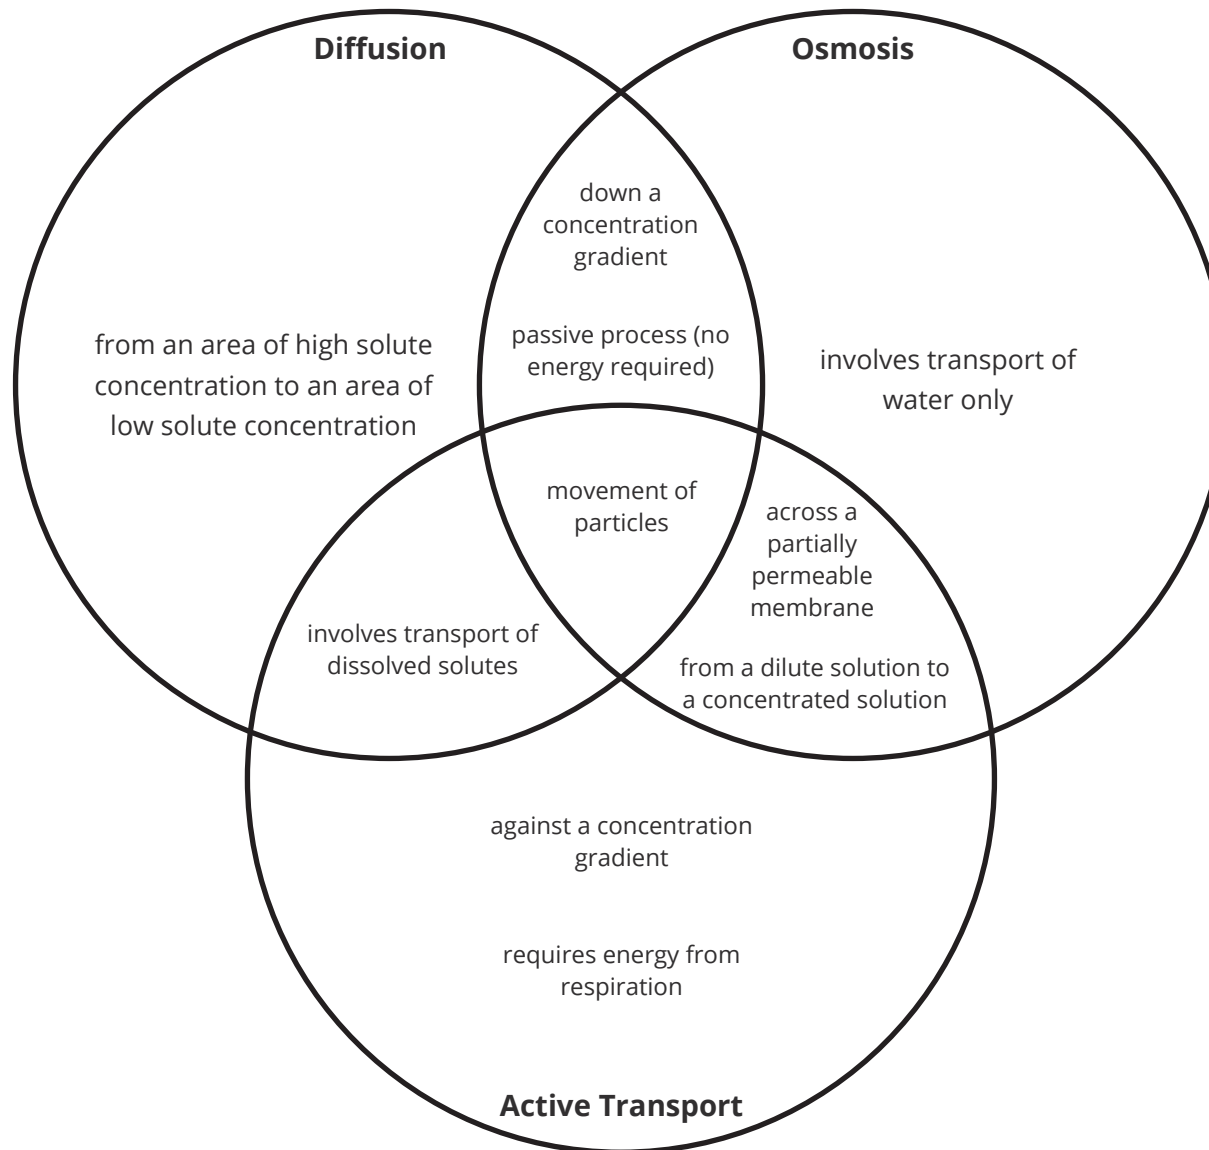 Diffusion
Osmosis
down a
concentration
gradient
passive process (no
energy required)
from an area of high solute
concentration to an area of
low solute concentration
involves transport of
water only
movement of
particles
across a
partially
permeable
membrane
involves transport of
dissolved solutes
from a dilute solution to
a concentrated solution
against a concentration
gradient
requires energy from
respiration
Active Transport